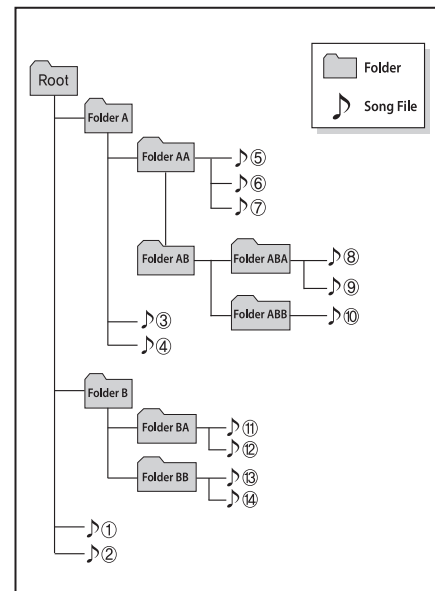 Root
Folder
Song File
Folder A
Folder AA
⑤
⑥
⑦
Folder AB
Folder ABA
⑧
⑨
Folder ABB
⑩
③
④
Folder B
Folder BA
⑪
⑫
Folder BB
⑬
⑭
①
②